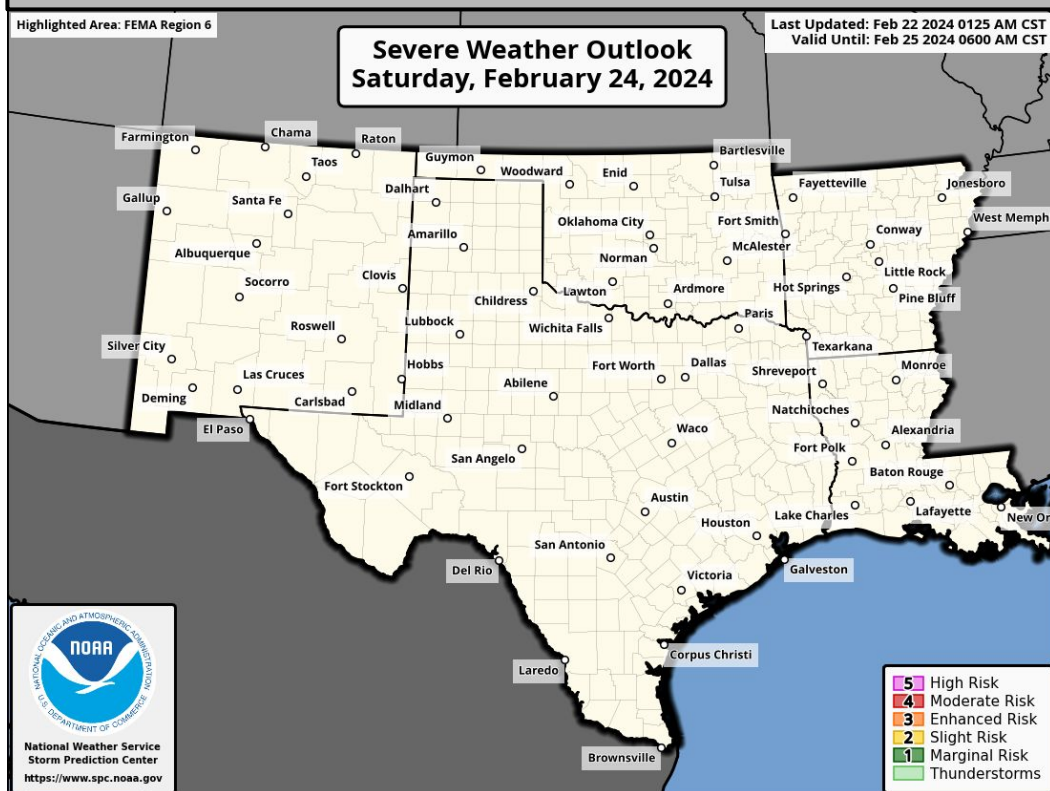 Highlighted Area: FEMA Region 6
Severe Weather Outlook
Saturday, February 24, 2024
Last Updated: Feb 22 2024 0125 AM CST
Valid Until: Feb 25 2024 0600 AM CST
Farmington
Chama
Raton
Taos
Gallup
Santa Fe
Albuquerque
Socorro
Clovis
Roswell
Silver City
Las Cruces
Hobbs
Deming
Carlsbad
Guymon
Woodward
Enid
Bartlesville
Tulsa
Dalhart
Oklahoma City
Fort Smith
Amarillo
Norman
McAlester
Childress
Lawton
Ardmore
Fayetteville
Jonesboro
West Memph
Conway
Little Rock
Hot Springs
Pine Bluff
Lubbock
Wichita Falls
Paris
Texarkana
Fort Worth
Dallas
Shreveport
Monroe
Abilene
Midland
Natchitoches
El Paso
San Angelo
Waco
Alexandria
Fort Polk
Fort Stockton
Baton Rouge
Austin
Houston
Lake Charles
Lafayette
New Or
San Antonio
Del Rio
Galveston
Victoria
Laredo
Corpus Christi
Brownsville
NATIONAL OCEANIC AND ATMOSPHERIC ADMINISTRATION
NOAA
U.S. DEPARTMENT OF COMMERCE
National Weather Service
Storm Prediction Center
https://www.spc.noaa.gov
5 High Risk
4 Moderate Risk
3 Enhanced Risk
2 Slight Risk
1 Marginal Risk
Thunderstorms